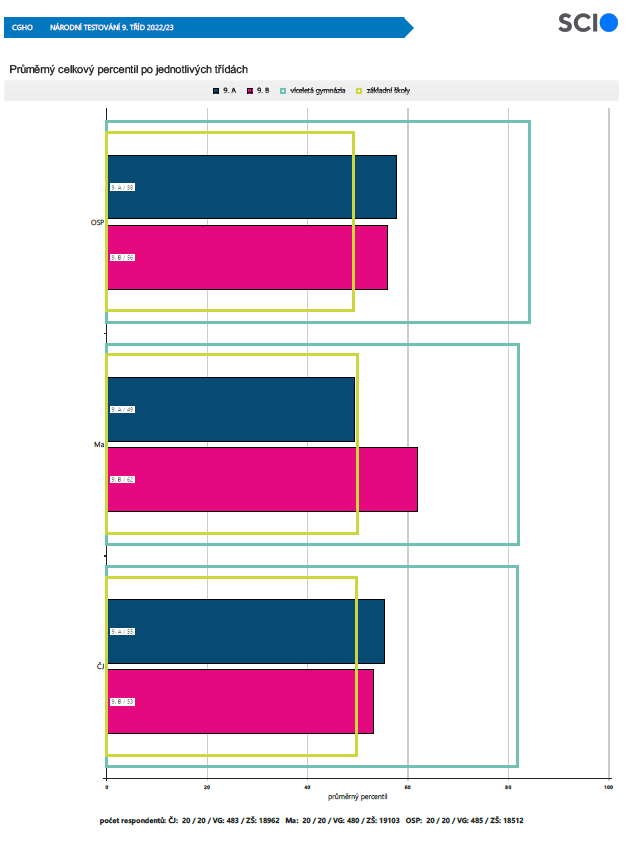 CGHO NÁRODNÍ TESTOVÁNÍ 9. TŘÍD 2022/23
SCIO
Průměrný celkový percentil po jednotlivých třídách
9. A 9. B víceletá gymnázia základní školy
9. A / 58
OSP
9. B / 56
9. A / 49
Ma
9. B / 62
9. A / 55
ČJ
9. B / 53
0 20 40 60 80 100
průměrný percentil
počet respondentů: ČJ: 20 / 20 / VG: 483 / ZŠ: 18962 Ma: 20 / 20 / VG: 480 / ZŠ: 19103 OSP: 20 / 20 / VG: 485 / ZŠ: 18512